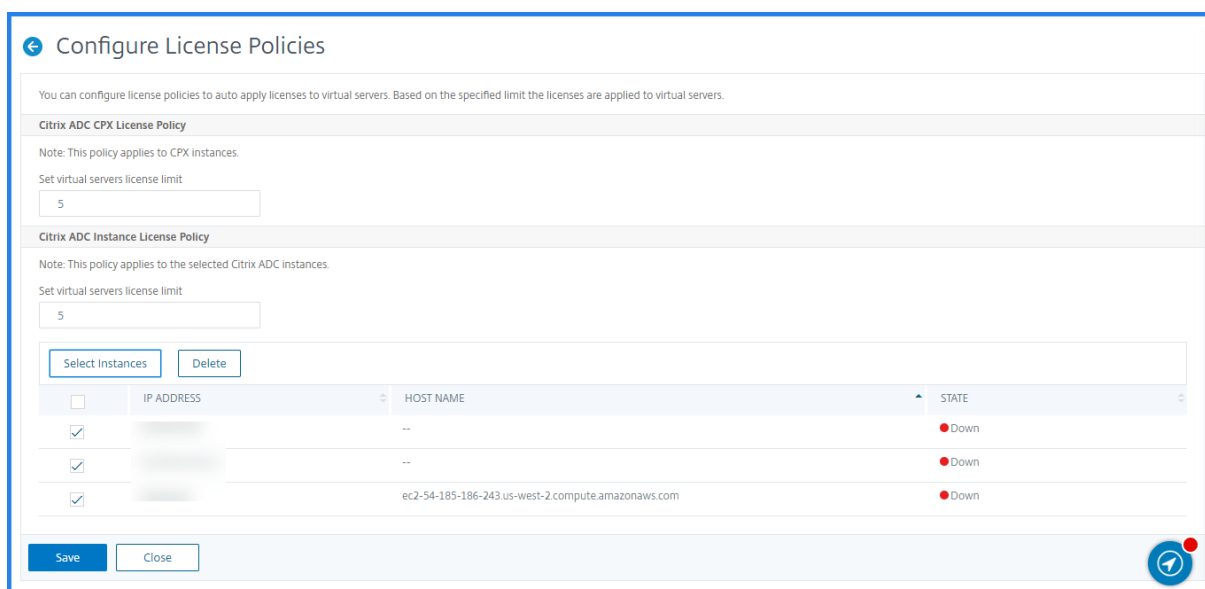 Configure License Policies
You can configure license policies to auto apply licenses to virtual servers. Based on the specified limit the licenses are applied to virtual servers.
Citrix ADC CPX License Policy
Note: This policy applies to CPX instances.
Set virtual servers license limit
5
Citrix ADC Instance License Policy
Note: This policy applies to the selected Citrix ADC instances.
Set virtual servers license limit
5
Select Instances Delete
IP ADDRESS HOST NAME STATE
-- Down
-- Down
ec2-54-185-186-243.us-west-2.compute.amazonaws.com Down
Save Close